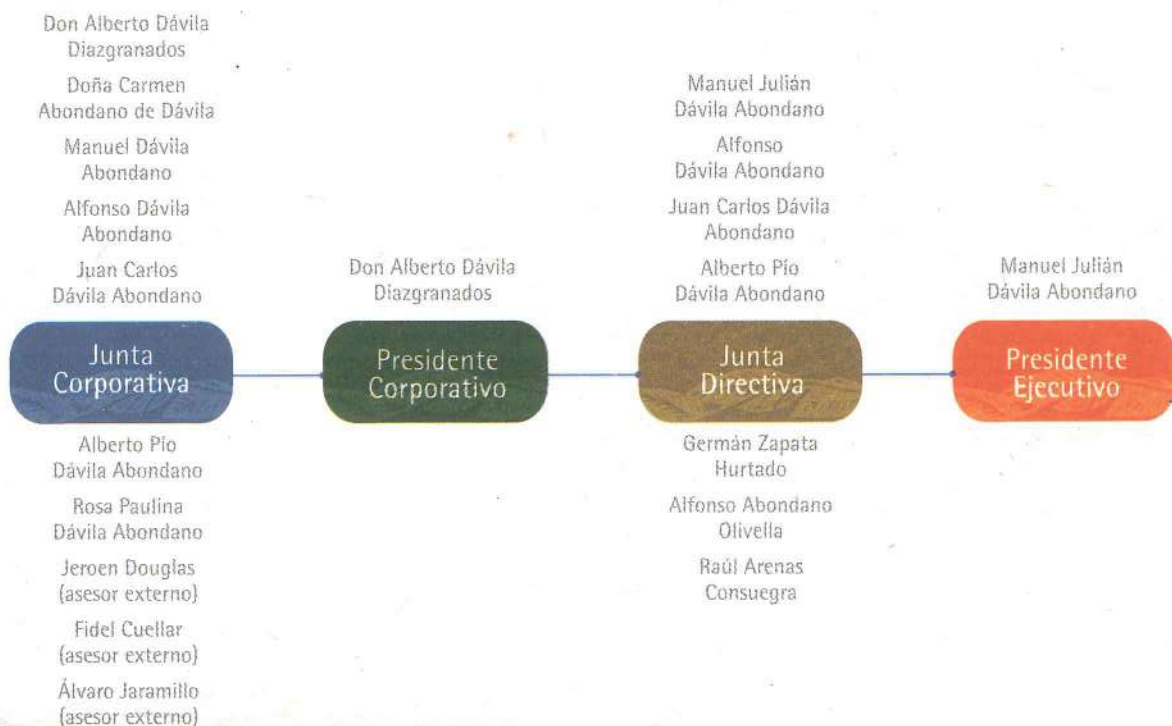 Don Alberto Dávila
Diazgranados
Doña Carmen
Abondano de Dávila
Manuel Dávila
Abondano
Alfonso Dávila
Abondano
Juan Carlos
Dávila Abondano
Junta
Corporativa
Alberto Pío
Dávila Abondano
Rosa Paulina
Dávila Abondano
Jeroen Douglas
(asesor externo)
Fidel Cuellar
(asesor externo)
Álvaro Jaramillo
(asesor externo)
Don Alberto Dávila
Diazgranados
Presidente
Corporativo
Manuel Julián
Dávila Abondano
Alfonso
Dávila Abondano
Juan Carlos Dávila
Abondano
Alberto Pío
Dávila Abondano
Junta
Directiva
Germán Zapata
Hurtado
Alfonso Abondano
Olivella
Raúl Arenas
Consuegra
Manuel Julián
Dávila Abondano
Presidente
Ejecutivo